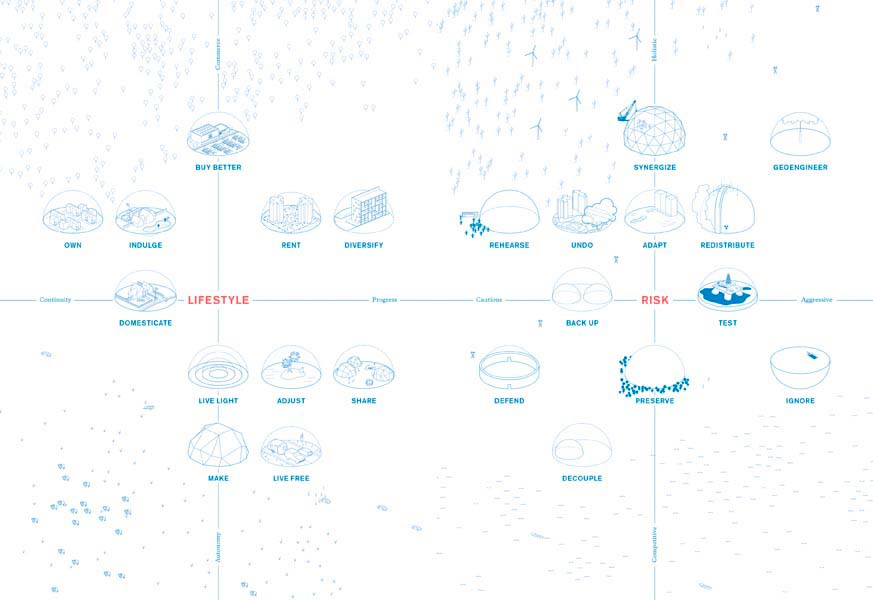 Commerce
Holistic
BUY BETTER
SYNERGIZE
GEOENGINEER
OWN
INDULGE
RENT
DIVERSIFY
REHEARSE
UNDO
ADAPT
REDISTRIBUTE
Continuity
LIFESTYLE
Progress
Cautious
RISK
Aggressive
DOMESTICATE
BACK UP
TEST
LIVE LIGHT
ADJUST
SHARE
DEFEND
PRESERVE
IGNORE
MAKE
LIVE FREE
DECOUPLE
Autonomy
Competitive